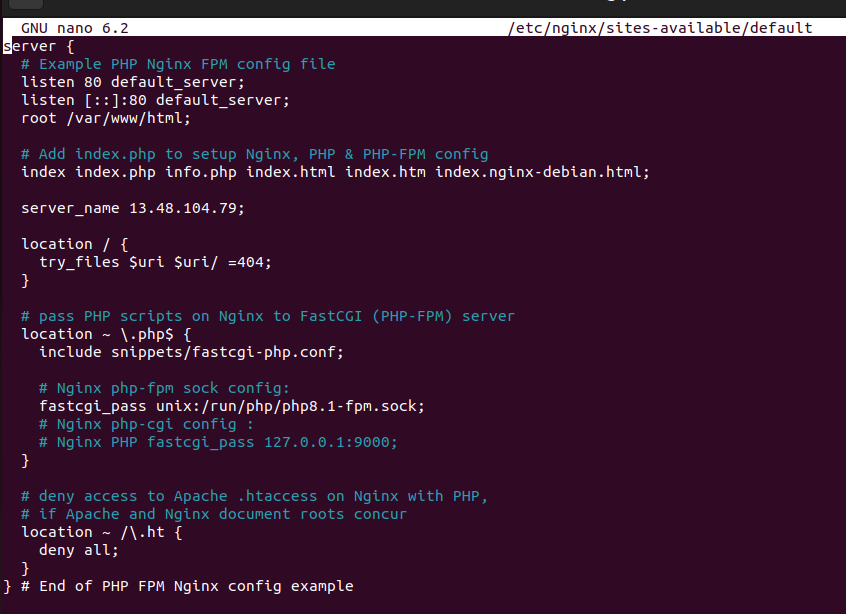 GNU nano 6.2 /etc/nginx/sites-available/default
server {
# Example PHP Nginx FPM config file
listen 80 default_server;
listen [::]:80 default_server;
root /var/www/html;
# Add index.php to setup Nginx, PHP & PHP-FPM config
index index.php info.php index.html index.htm index.nginx-debian.html;
server_name 13.48.104.79;
location / {
try_files $uri $uri/ =404;
}
# pass PHP scripts on Nginx to FastCGI (PHP-FPM) server
location ~ \.php$ {
include snippets/fastcgi-php.conf;
# Nginx php-fpm sock config:
fastcgi_pass unix:/run/php/php8.1-fpm.sock;
# Nginx php-cgi config :
# Nginx PHP fastcgi_pass 127.0.0.1:9000;
}
# deny access to Apache .htaccess on Nginx with PHP,
# if Apache and Nginx document roots concur
location ~ /\.ht {
deny all;
}
} # End of PHP FPM Nginx config example